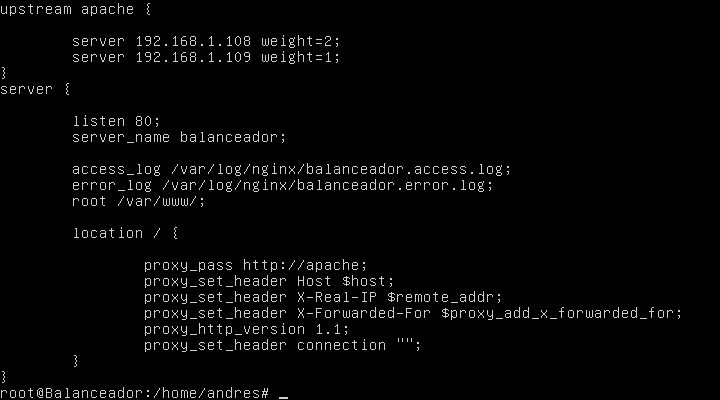 upstream apache {
server 192.168.1.108 weight=2;
server 192.168.1.109 weight=1;
}
server {
listen 80;
server_name balanceador;
access_log /var/log/nginx/balanceador.access.log;
error_log /var/log/nginx/balanceador.error.log;
root /var/www/;
location / {
proxy_pass http://apache;
proxy_set_header Host $host;
proxy_set_header X-Real-IP $remote_addr;
proxy_set_header X-Forwarded-For $proxy_add_x_forwarded_for;
proxy_http_version 1.1;
proxy_set_header connection "";
}
}
root@Balanceador:/home/andres# _